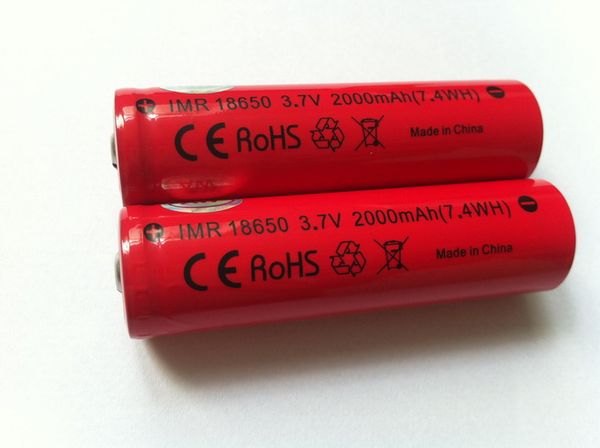 IMR 18650 3.7V 2000mAh(7.4WH)
CE RoHS
Made in China
IMR 18650 3.7V 2000mAh(7.4WH)
CE RoHS
Made in China